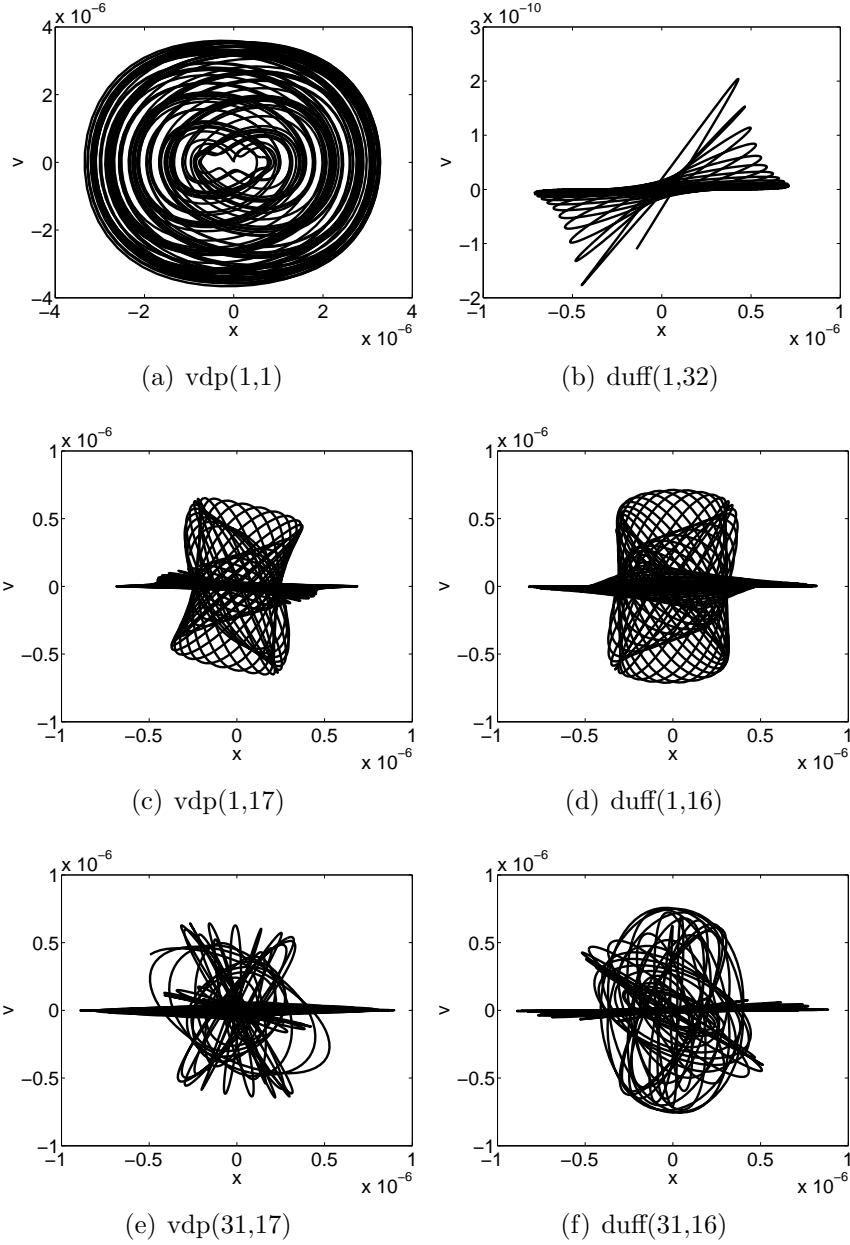 x 10−6
x 10−10
4
2
0
−2
−4
v
−4
−2
0
2
4
x
x 10−6
3
2
1
0
−1
−2
v
−1
−0.5
0
0.5
1
x
x 10−6
(a) vdp(1,1)
(b) duff(1,32)
x 10−6
1
0.5
0
−0.5
−1
v
−1
−0.5
0
0.5
1
x
x 10−6
x 10−6
1
0.5
0
−0.5
−1
v
−1
−0.5
0
0.5
1
x
x 10−6
(c) vdp(1,17)
(d) duff(1,16)
x 10−6
1
0.5
0
−0.5
−1
v
−1
−0.5
0
0.5
1
x
x 10−6
x 10−6
1
0.5
0
−0.5
−1
v
−1
−0.5
0
0.5
1
x
x 10−6
(e) vdp(31,17)
(f) duff(31,16)